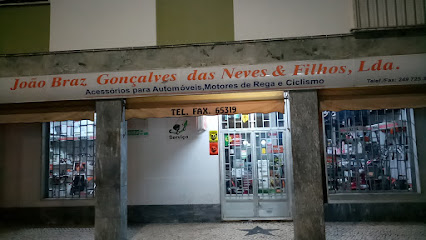 João Braz Gonçalves das Neves & Filhos, Lda.
Acessórios para Automóveis,Motores de Rega e Ciclismo
TEL. FAX. 65319